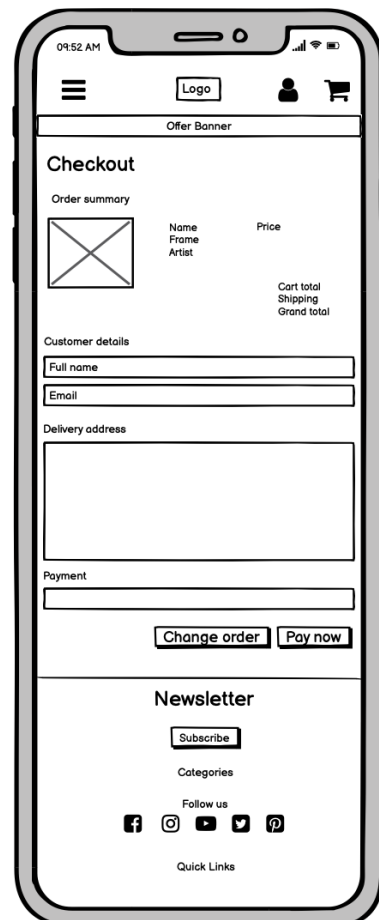 09:52 AM
Logo
Offer Banner
Checkout
Order summary
Name Price
Frame
Artist
Cart total
Shipping
Grand total
Customer details
Full name
Email
Delivery address
Payment
Change order Pay now
Newsletter
Subscribe
Categories
Follow us
Quick Links